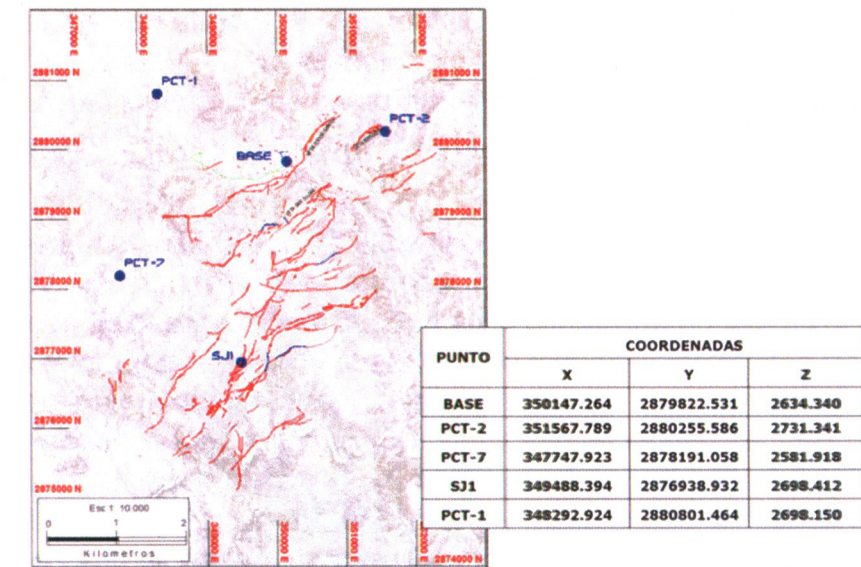 347000 E 348000 E 349000 E 350000 E 351000 E 352000 E
2881000 N 2881000 N
PCT-1
PCT-2
2880000 N 2880000 N
BASE
2879000 N 2879000 N
PCT-7
2878000 N 2878000 N
SJ1
2877000 N
2876000 N
2875000 N
Esc 1 10 000
0 1 2
Kilometros
349000 E 350000 E 351000 E
2874000 N
PUNTO COORDENADAS
X Y Z
BASE 350147.264 2879822.531 2634.340
PCT-2 351567.789 2880255.586 2731.341
PCT-7 347747.923 2878191.058 2581.918
SJ1 349488.394 2876938.932 2698.412
PCT-1 348292.924 2880801.464 2698.150